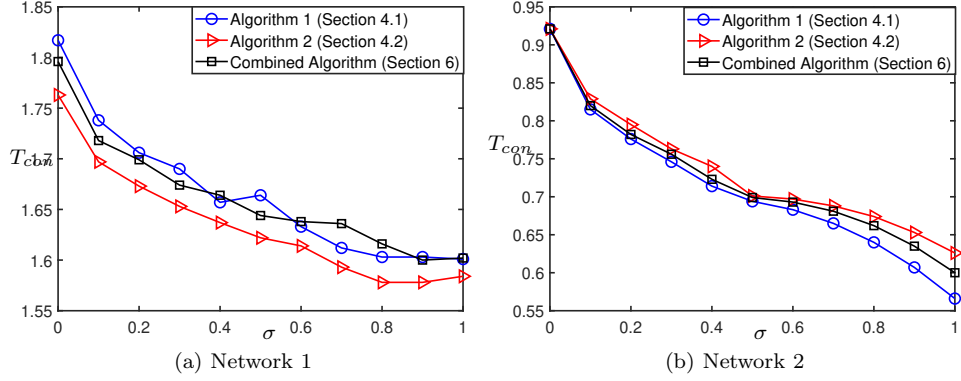 Algorithm 1 (Section 4.1)
Algorithm 2 (Section 4.2)
Combined Algorithm (Section 6)
1.85
1.8
1.75
1.7
1.65
1.6
1.55
T_con
0 0.2 0.4 0.6 0.8 1
σ
(a) Network 1
Algorithm 1 (Section 4.1)
Algorithm 2 (Section 4.2)
Combined Algorithm (Section 6)
0.95
0.9
0.85
0.8
0.75
0.7
0.65
0.6
0.55
T_con
0 0.2 0.4 0.6 0.8 1
σ
(b) Network 2